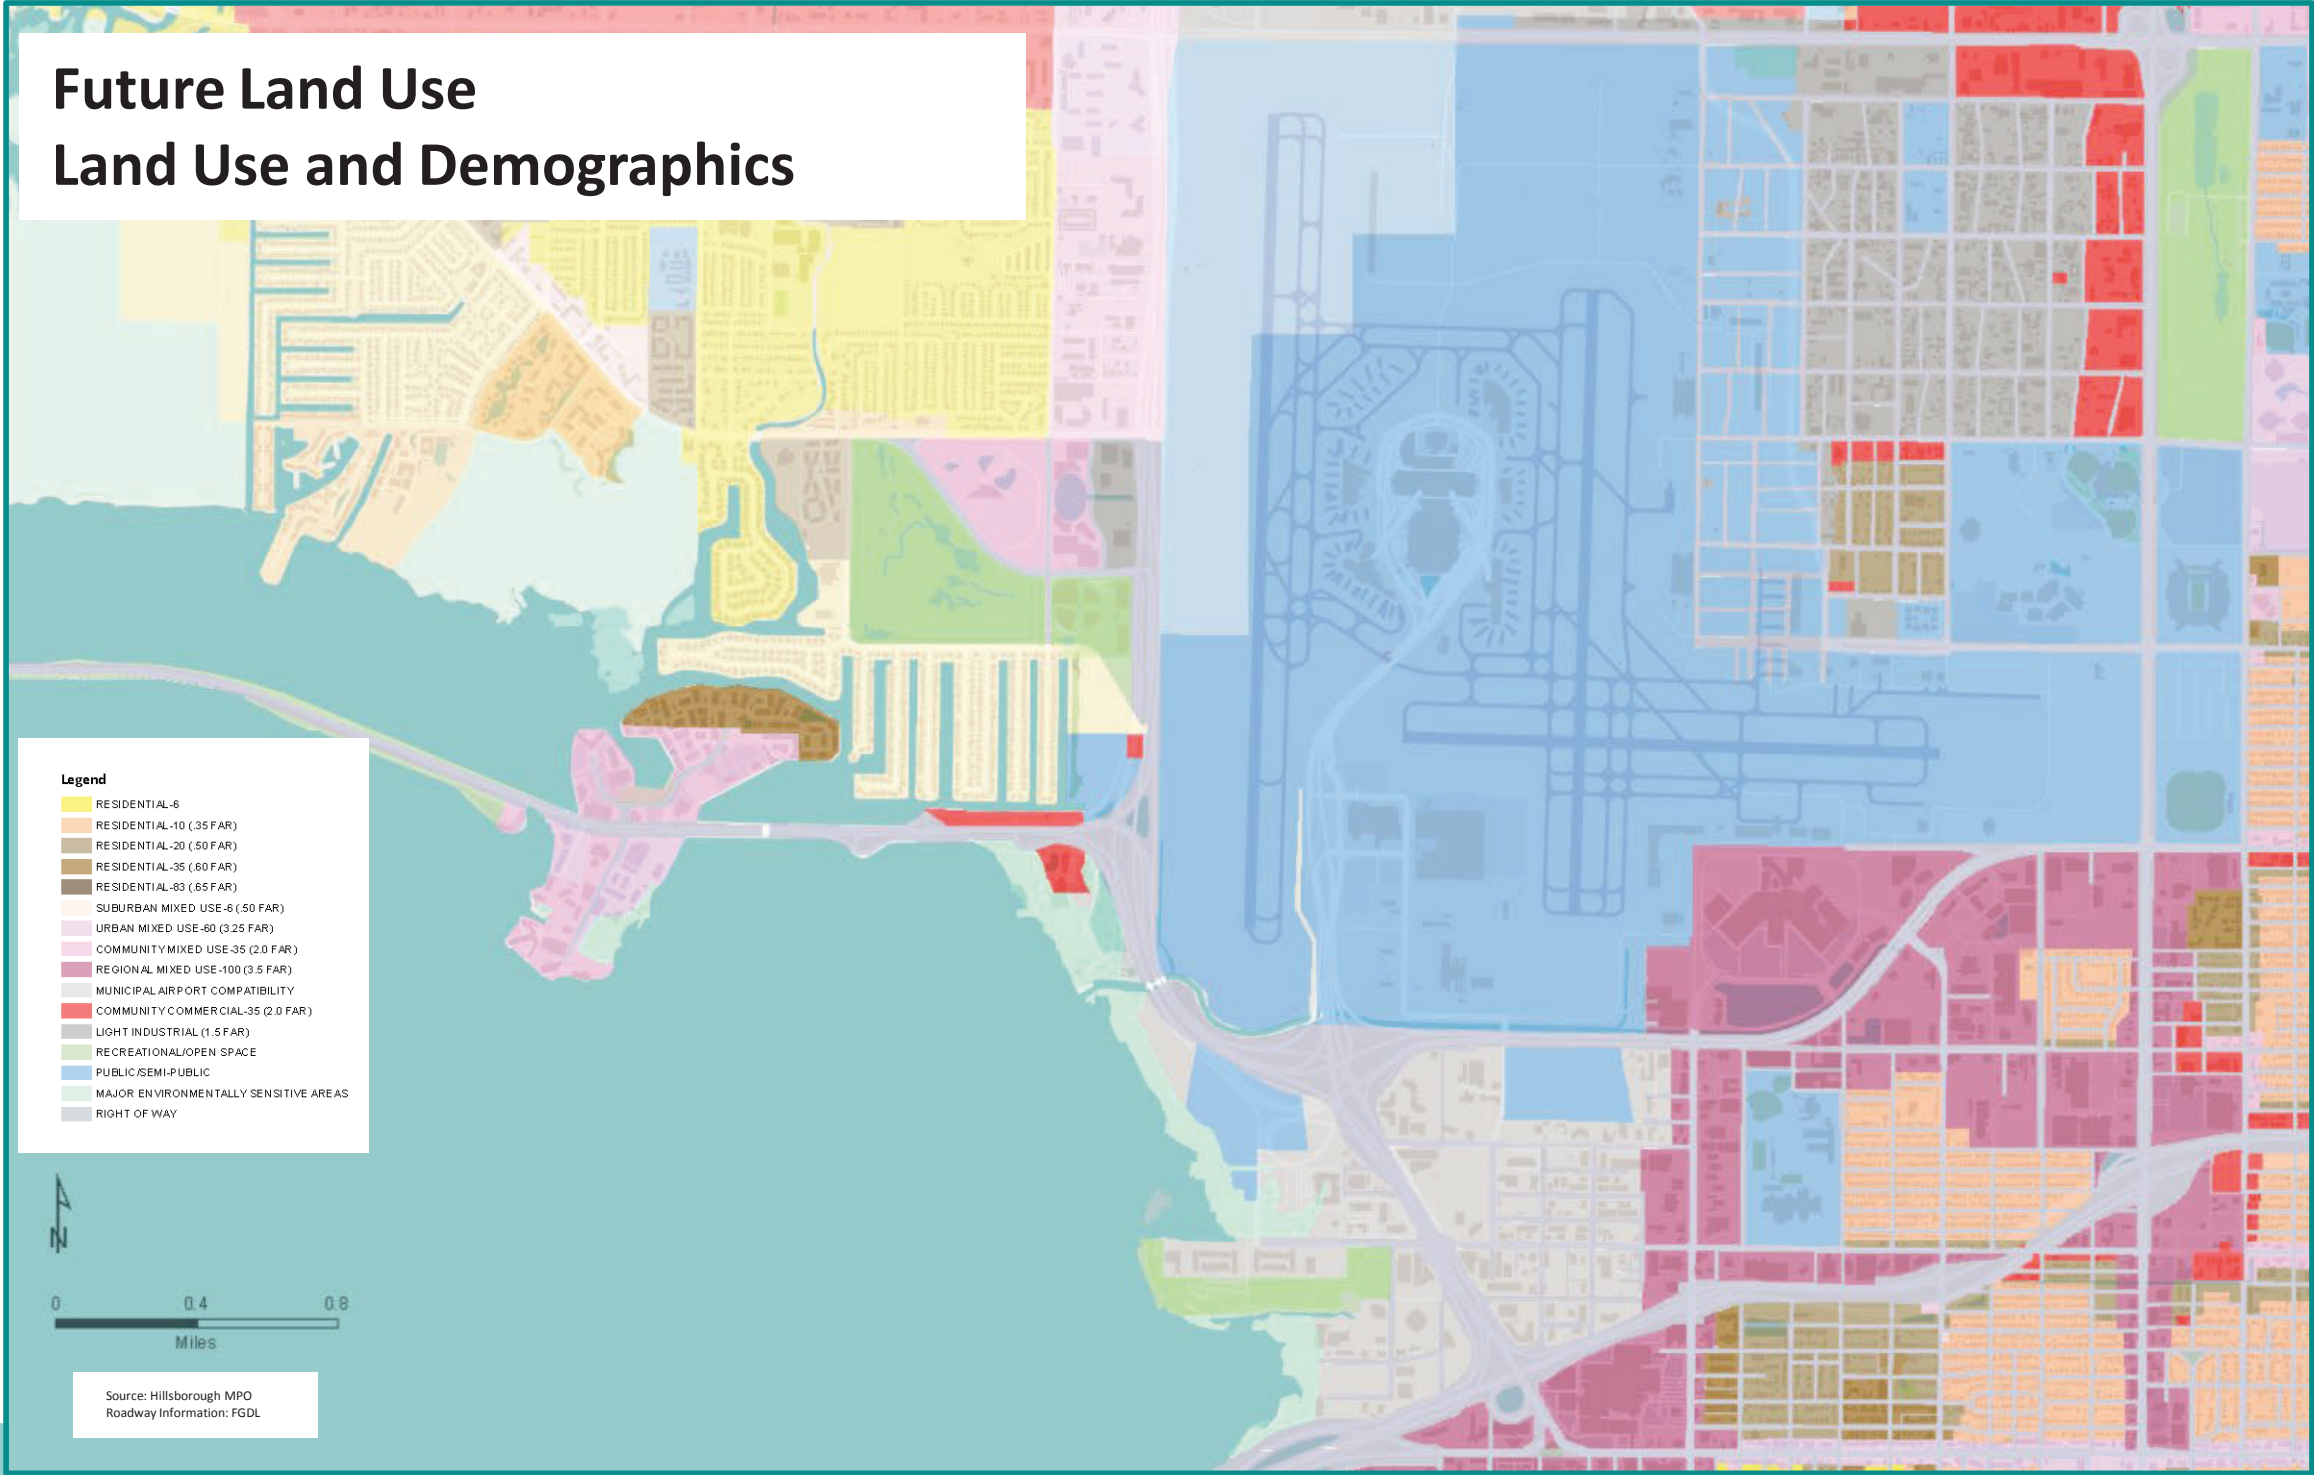 Future Land Use
Land Use and Demographics
Legend
RESIDENTIAL-6
RESIDENTIAL-10 (.35 FAR)
RESIDENTIAL-20 (.50 FAR)
RESIDENTIAL-35 (.60 FAR)
RESIDENTIAL-83 (.65 FAR)
SUBURBAN MIXED USE-6 (.50 FAR)
URBAN MIXED USE-60 (3.25 FAR)
COMMUNITY MIXED USE-35 (2.0 FAR)
REGIONAL MIXED USE-100 (3.5 FAR)
MUNICIPAL AIRPORT COMPATIBILITY
COMMUNITY COMMERCIAL-35 (2.0 FAR)
LIGHT INDUSTRIAL (1.5 FAR)
RECREATIONAL/OPEN SPACE
PUBLIC/SEMI-PUBLIC
MAJOR ENVIRONMENTALLY SENSITIVE AREAS
RIGHT OF WAY
N
0 0.4 0.8
Miles
Source: Hillsborough MPO
Roadway Information: FGDL